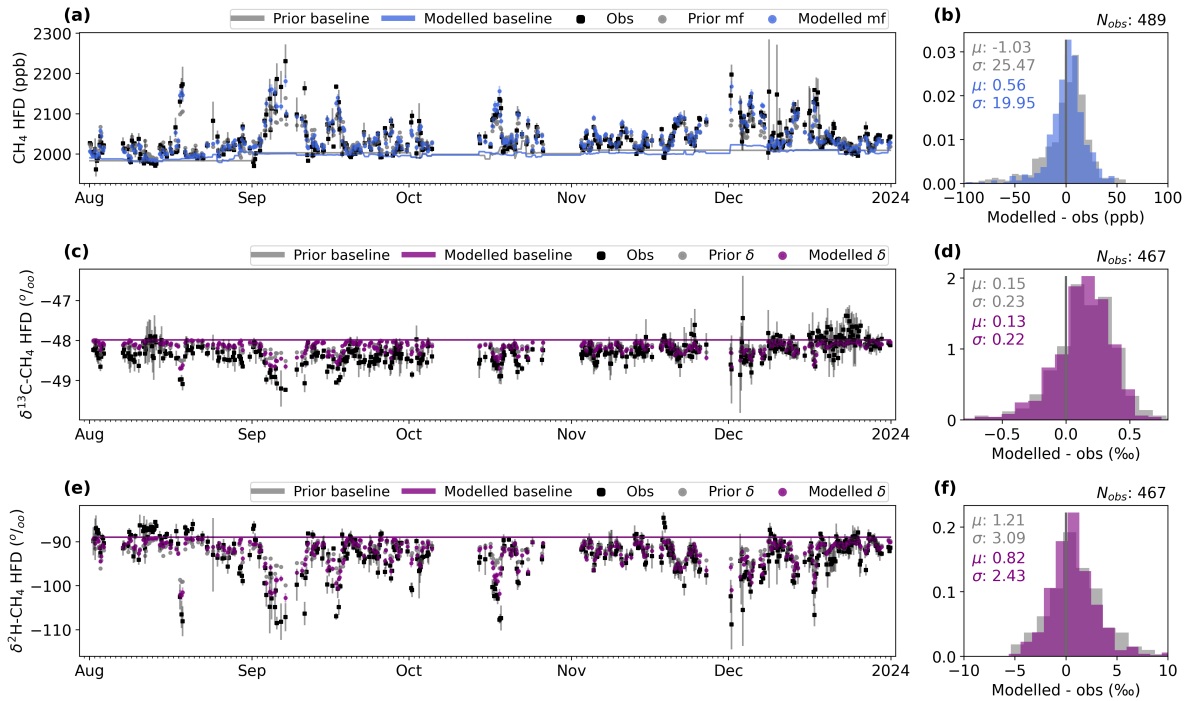 (a)
Prior baseline Modelled baseline Obs Prior mf Modelled mf
CH₄ HFD (ppb)
2300
2200
2100
2000
Aug Sep Oct Nov Dec 2024
(b)
N_obs: 489
μ: -1.03
σ: 25.47
μ: 0.56
σ: 19.95
0.03
0.02
0.01
0.00
−100 −50 0 50 100
Modelled - obs (ppb)
(c)
Prior baseline Modelled baseline Obs Prior δ Modelled δ
δ¹³C-CH₄ HFD (⁰/₀₀)
−47
−48
−49
Aug Sep Oct Nov Dec 2024
(d)
N_obs: 467
μ: 0.15
σ: 0.23
μ: 0.13
σ: 0.22
2
1
0
−0.5 0.0 0.5
Modelled - obs (‰)
(e)
Prior baseline Modelled baseline Obs Prior δ Modelled δ
δ²H-CH₄ HFD (⁰/₀₀)
−90
−100
−110
Aug Sep Oct Nov Dec 2024
(f)
N_obs: 467
μ: 1.21
σ: 3.09
μ: 0.82
σ: 2.43
0.2
0.1
0.0
−10 −5 0 5 10
Modelled - obs (‰)